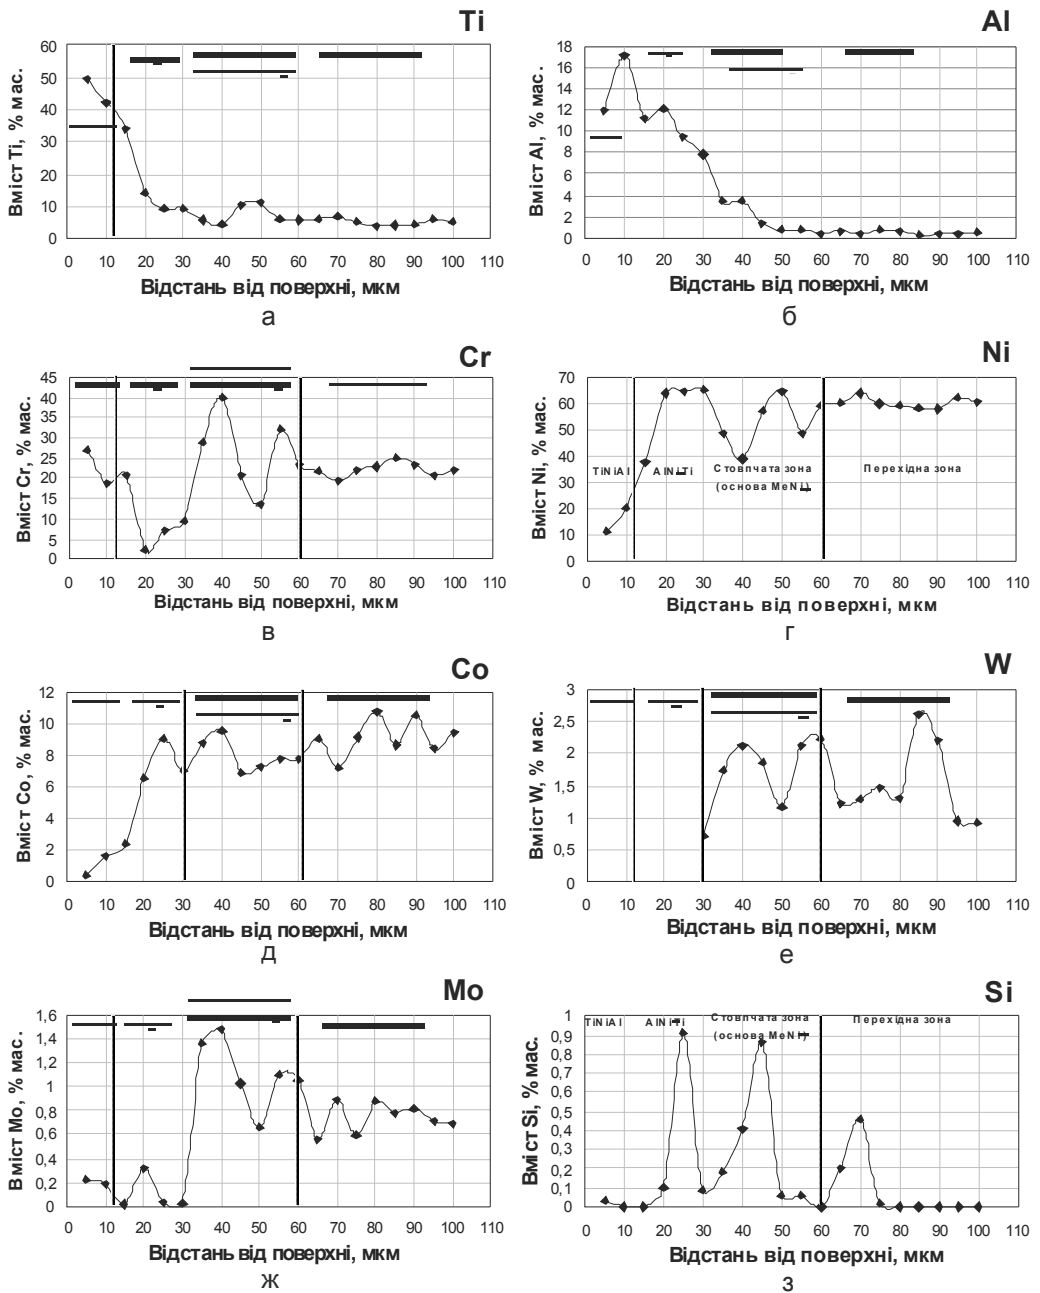 Ti
Вміст Ti, % мас.
60
50
40
30
20
10
0
0 10 20 30 40 50 60 70 80 90 100 110
Відстань від поверхні, мкм
а
Al
Вміст Al, % мас.
18
16
14
12
10
8
6
4
2
0
0 10 20 30 40 50 60 70 80 90 100 110
Відстань від поверхні, мкм
б
Cr
Вміст Cr, % мас.
45
40
35
30
25
20
15
10
5
0
0 10 20 30 40 50 60 70 80 90 100 110
Відстань від поверхні, мкм
в
Ni
Вміст Ni, % мас.
70
60
50
40
30
20
10
0
TiNiAl
AlNiTi
Стовпчата зона
(основа MeNi)
Перехідна зона
0 10 20 30 40 50 60 70 80 90 100 110
Відстань від поверхні, мкм
г
Co
Вміст Co, % мас.
12
10
8
6
4
2
0
0 10 20 30 40 50 60 70 80 90 100 110
Відстань від поверхні, мкм
д
W
Вміст W, % мас.
3
2,5
2
1,5
1
0,5
0
0 10 20 30 40 50 60 70 80 90 100 110
Відстань від поверхні, мкм
е
Mo
Вміст Mo, % мас.
1,6
1,4
1,2
1
0,8
0,6
0,4
0,2
0
0 10 20 30 40 50 60 70 80 90 100 110
Відстань від поверхні, мкм
ж
Si
Вміст Si, % мас.
1
0,9
0,8
0,7
0,6
0,5
0,4
0,3
0,2
0,1
0
TiNiAl
AlNiTi
Стовпчата зона
(основа MeNi)
Перехідна зона
0 10 20 30 40 50 60 70 80 90 100 110
Відстань від поверхні, мкм
з